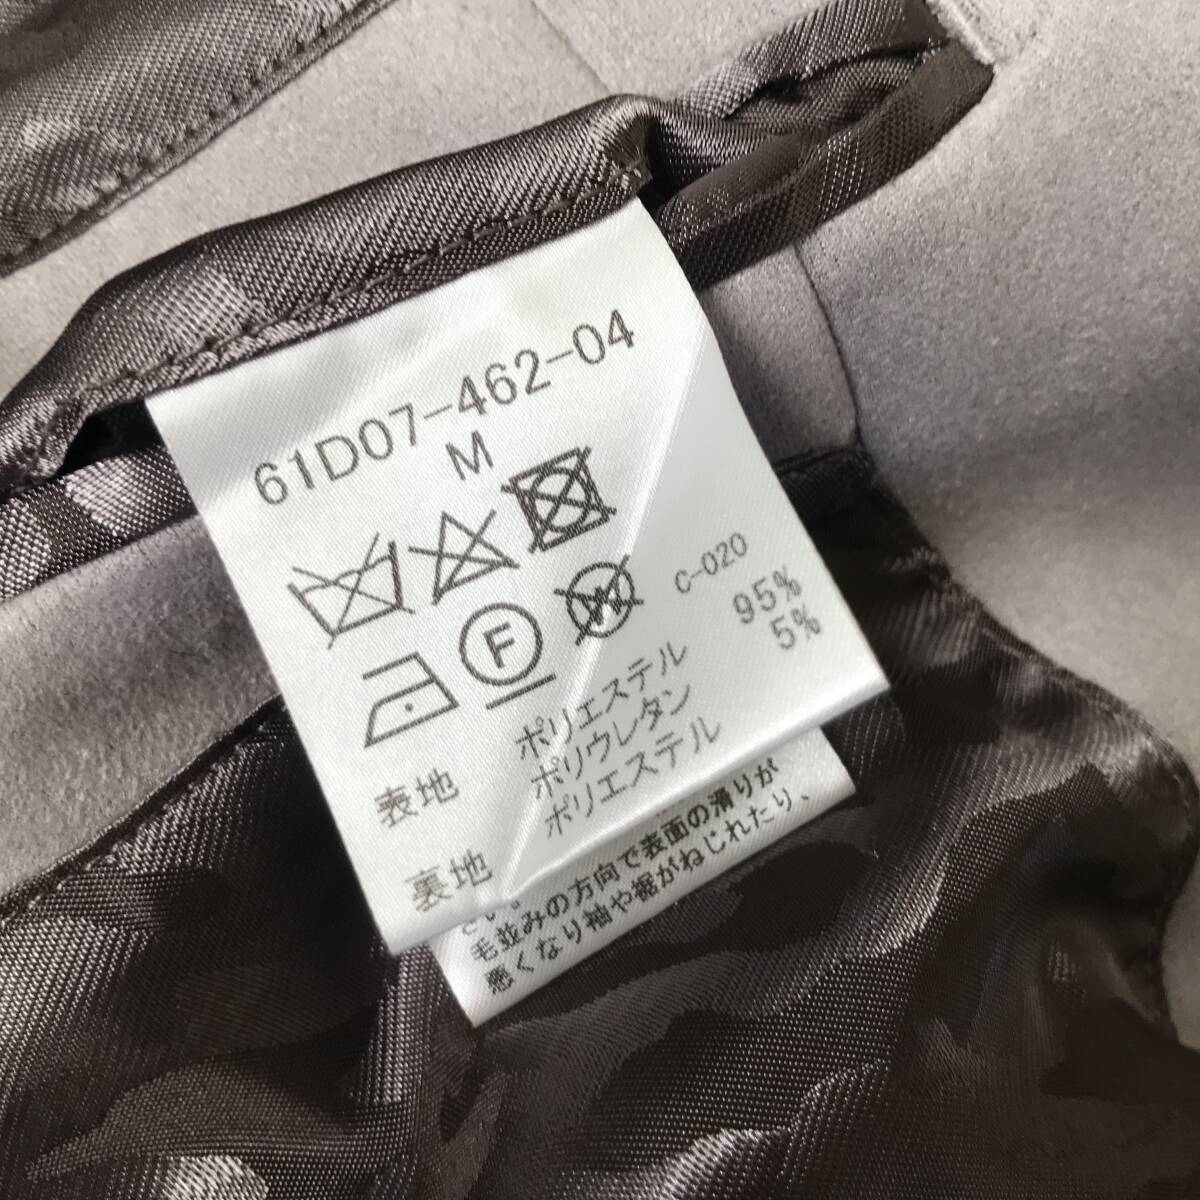 61D07-462-04
M
F
W
C-020
表地 ポリエステル 95%
ポリウレタン 5%
裏地 ポリエステル
さい。
毛並みの方向で表面の滑りが
悪くなり袖や裾がねじれたり、